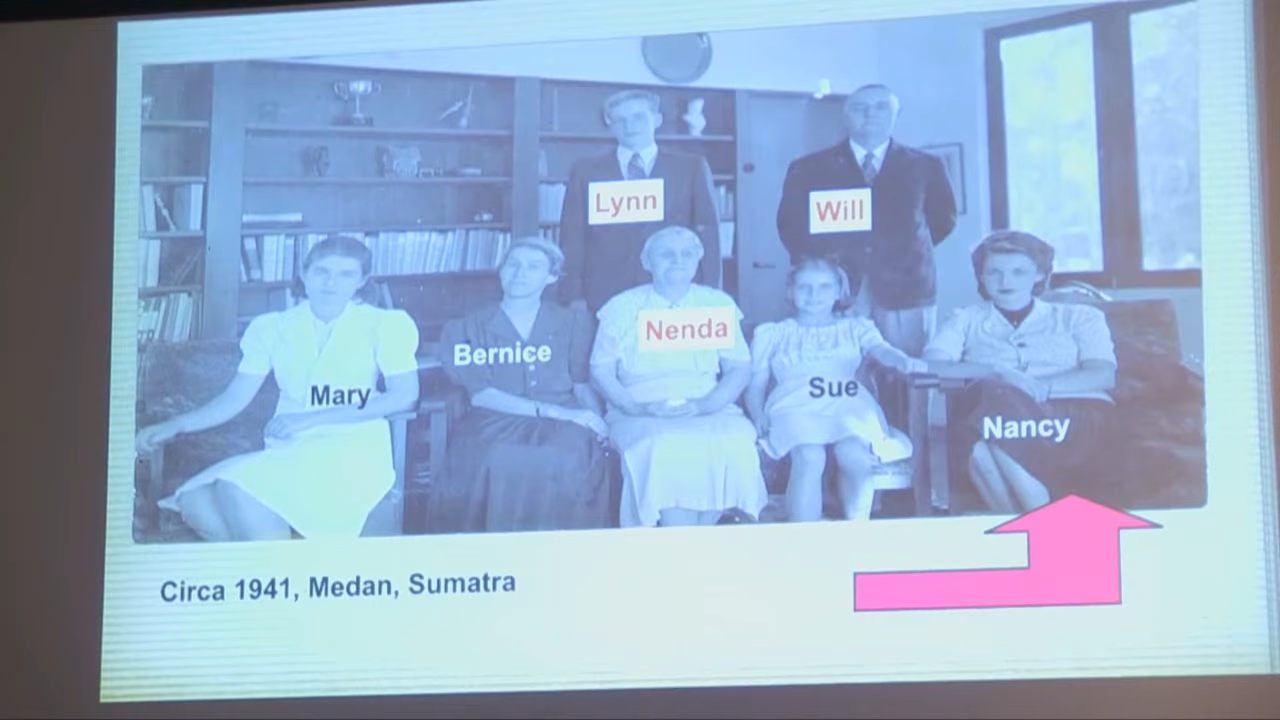 Lynn
Will
Nenda
Bernice
Sue
Mary
Nancy
Circa 1941, Medan, Sumatra